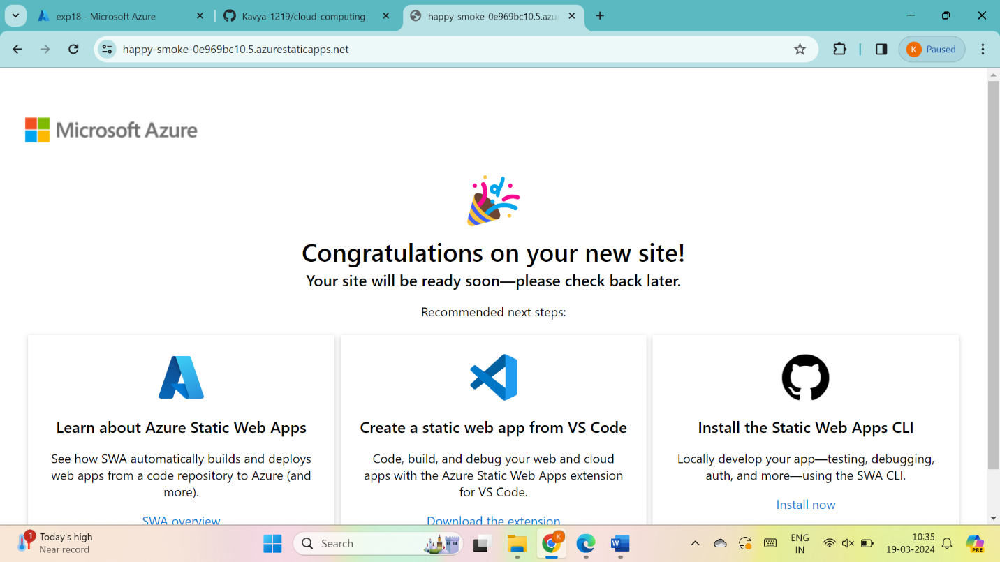 exp18 - Microsoft Azure
Kavya-1219/cloud-computing
happy-smoke-0e969bc10.5.azu
happy-smoke-0e969bc10.5.azurestaticapps.net
K
Paused
Microsoft Azure
Congratulations on your new site!
Your site will be ready soon—please check back later.
Recommended next steps:
Learn about Azure Static Web Apps
See how SWA automatically builds and deploys
web apps from a code repository to Azure (and
more).
SWA overview
Create a static web app from VS Code
Code, build, and debug your web and cloud
apps with the Azure Static Web Apps extension
for VS Code.
Download the extension
Install the Static Web Apps CLI
Locally develop your app—testing, debugging,
auth, and more—using the SWA CLI.
Install now
1
Today's high
Near record
Search
K
W
ENG
IN
10:35
19-03-2024
PRE